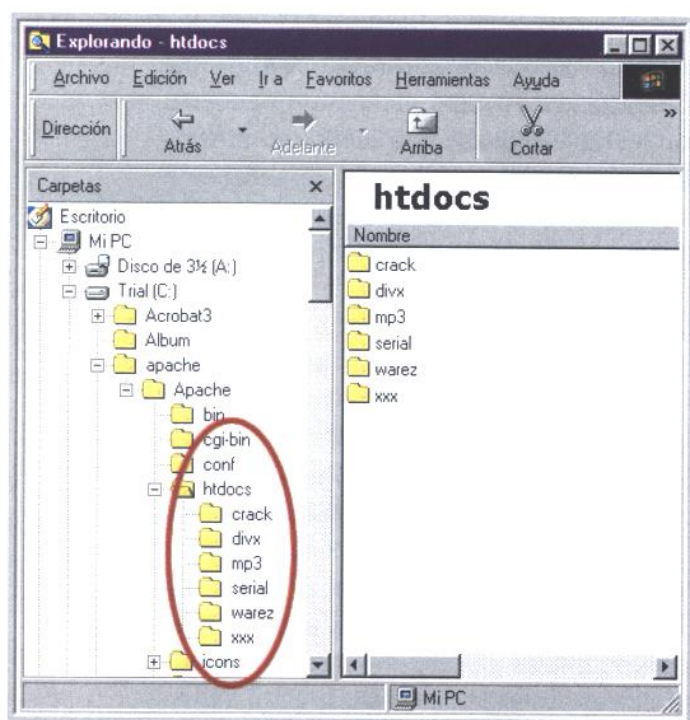 Explorando - htdocs
Archivo Edición Ver Ir a Favoritos Herramientas Ayuda
Dirección Atrás Adelante Arriba Cortar »
Carpetas
Escritorio
Mi PC
Disco de 3½ (A:)
Trial (C:)
Acrobat3
Album
apache
Apache
bin
cgi-bin
conf
htdocs
crack
divx
mp3
serial
warez
xxx
icons
htdocs
Nombre
crack
divx
mp3
serial
warez
xxx
Mi PC